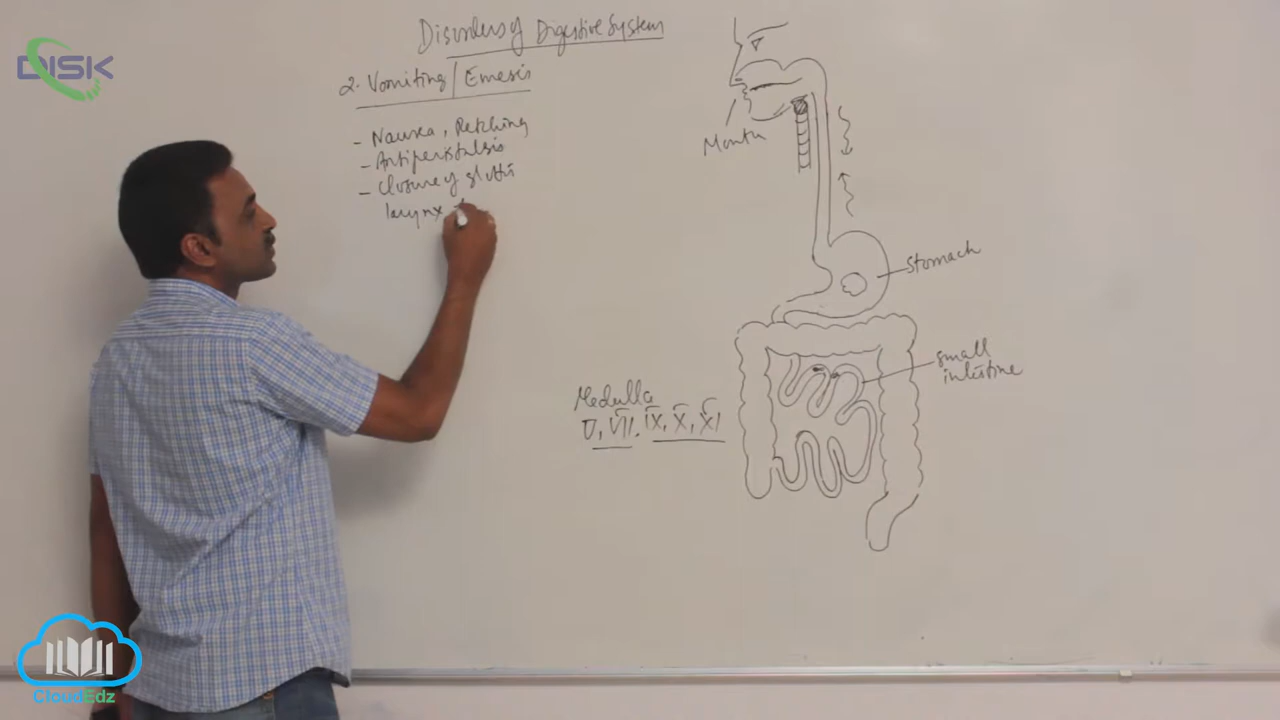 DISK
Disorders of Digestive System
2. Vomiting | Emesis
- Nausea, Retching
- Antiperistalsis
- Closure of glottis
larynx
Mouth
Stomach
small
intestine
Medulla
V, VII, IX, X, XI
CloudEdz